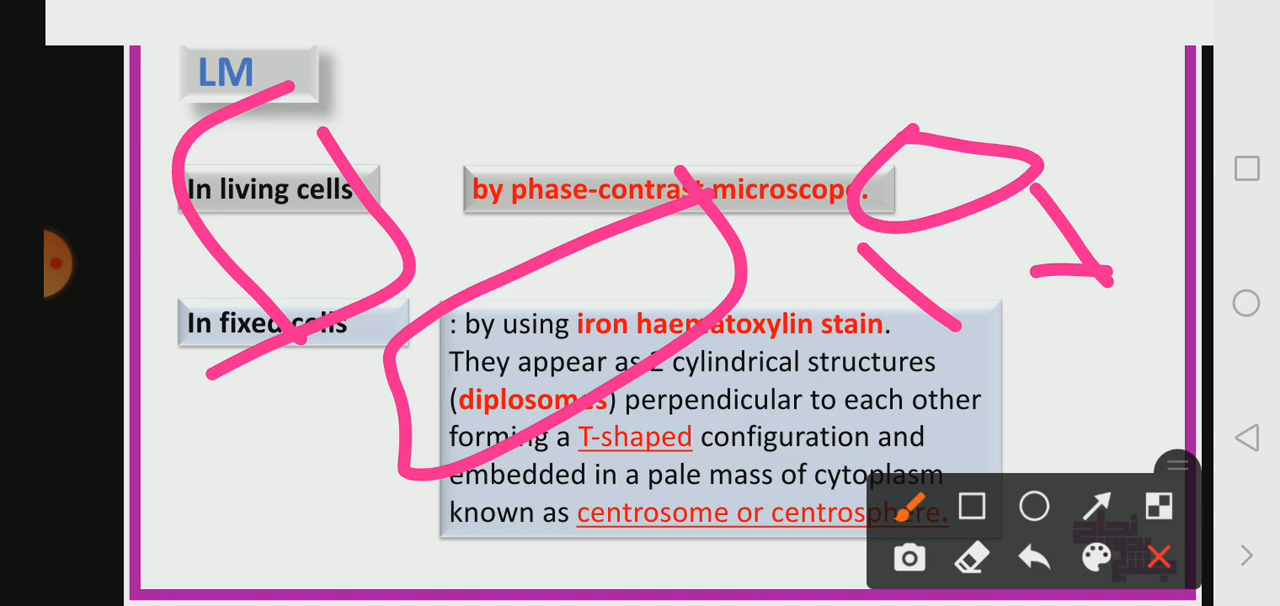 LM
In living cells
by phase-contrast microscope.
In fixed cells
: by using iron haematoxylin stain.
They appear as 2 cylindrical structures
(diplosomes) perpendicular to each other
forming a T-shaped configuration and
embedded in a pale mass of cytoplasm
known as centrosome or centrosphere.